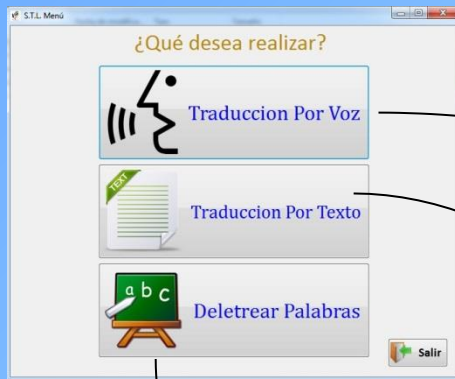 S.T.L. Menú
¿Qué desea realizar?
Traduccion Por Voz
TEXT
Traduccion Por Texto
a b c
Deletrear Palabras
Salir